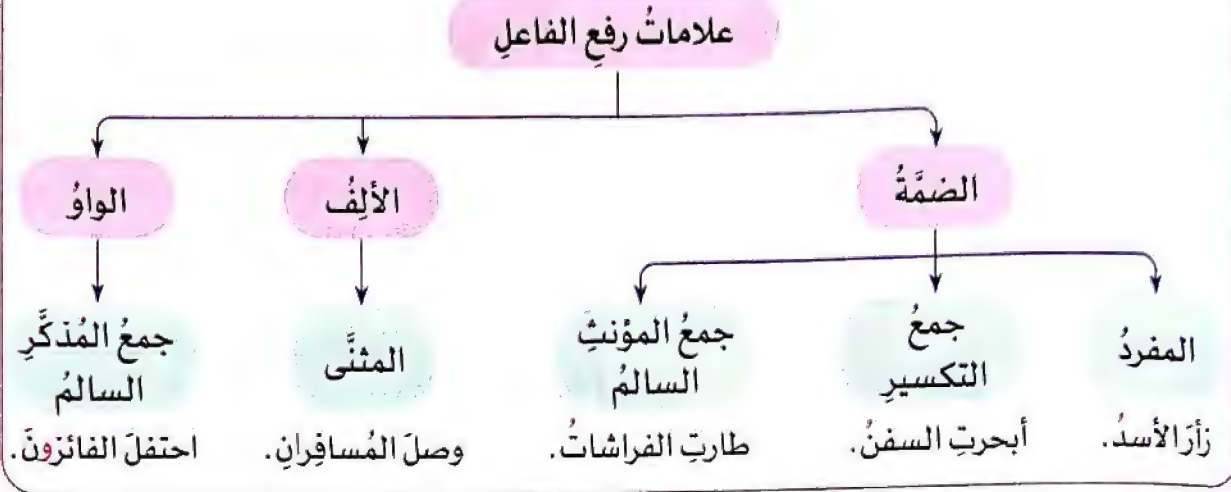 علاماتُ رفعِ الفاعلِ
الضمَّةُ
الألِفُ
الواوُ
المفردُ
جمعُ
التكسيرِ
جمعُ المؤنثِ
السالمُ
المثنَّى
جمعُ المُذكَّرِ
السالمُ
زأرَ الأسدُ.
أبحرتِ السفنُ.
طارتِ الفراشاتُ.
وصلَ المُسافِرانِ.
احتفلَ الفائزونَ.